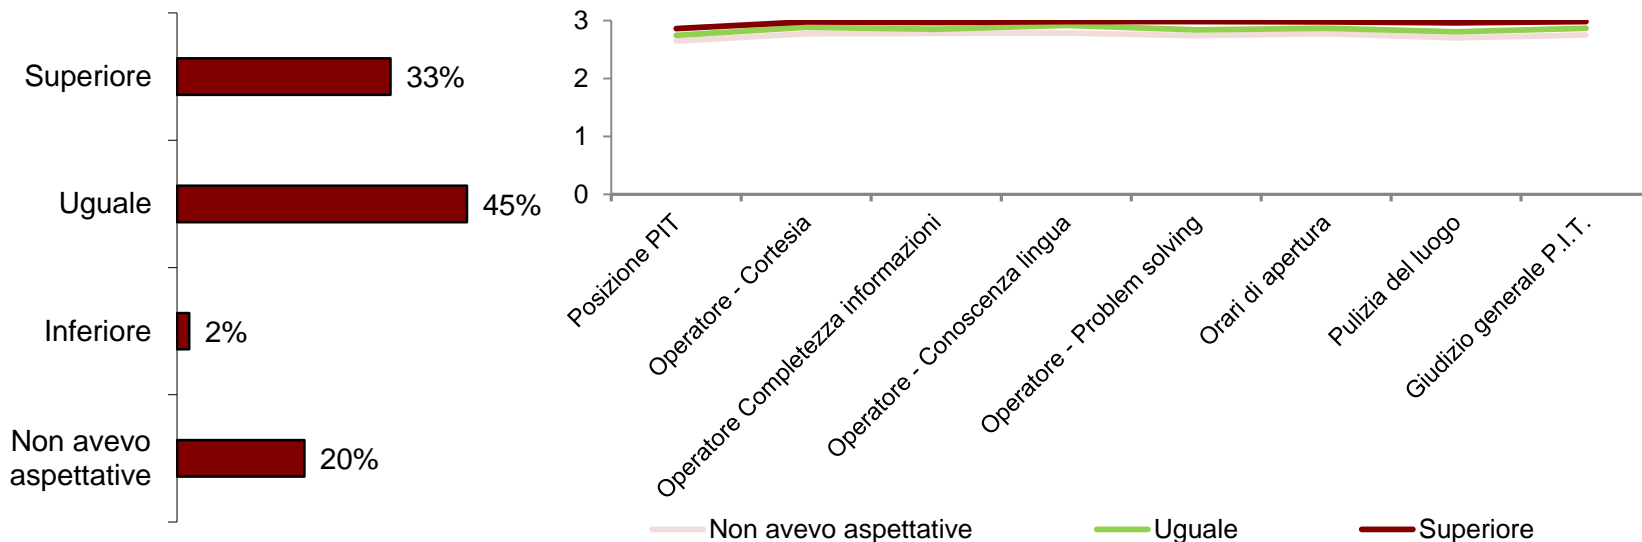 Superiore
33%
Uguale
45%
Inferiore
2%
Non avevo
aspettative
20%
3
2
1
0
Posizione PIT
Operatore - Cortesia
Operatore Completezza informazioni
Operatore - Conoscenza lingua
Operatore - Problem solving
Orari di apertura
Pulizia del luogo
Giudizio generale P.I.T.
Non avevo aspettative
Uguale
Superiore